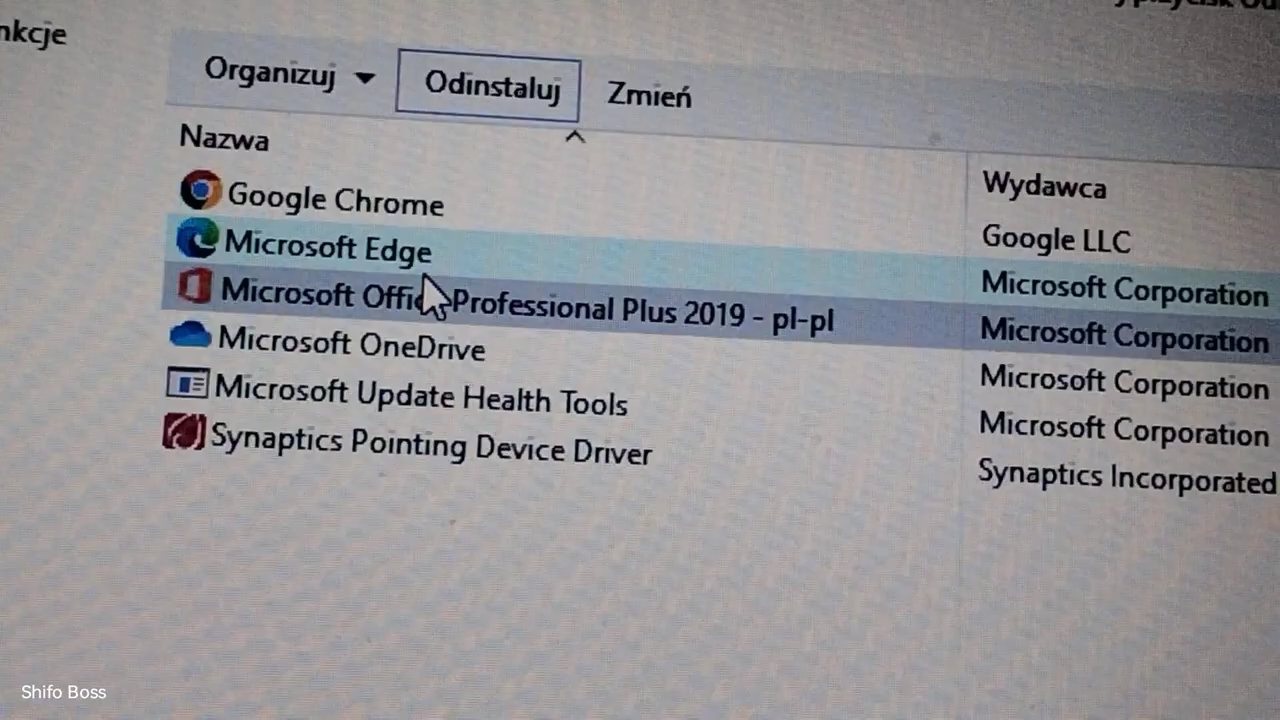 nkcje
Organizuj Odinstaluj Zmień
Nazwa Wydawca
Google Chrome Google LLC
Microsoft Edge Microsoft Corporation
Microsoft Professional Plus 2019 - pl-pl Microsoft Corporation
Microsoft OneDrive Microsoft Corporation
Microsoft Update Health Tools Microsoft Corporation
Synaptics Pointing Device Driver Synaptics Incorporated
Shifo Boss